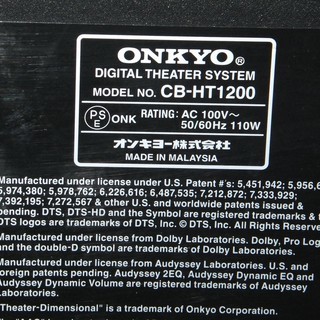 ONKYO®
DIGITAL THEATER SYSTEM
MODEL NO. CB-HT1200
PS E ONK RATING: AC 100V~
50/60Hz 110W
オンキヨー株式会社
MADE IN MALAYSIA
Manufactured under license under U.S. Patent #'s: 5,451,942; 5,956,6
5,974,380; 5,978,762; 6,226,616; 6,487,535; 7,212,872; 7,333,929;
7,392,195; 7,272,567 & other U.S. and worldwide patents issued &
pending. DTS, DTS-HD and the Symbol are registered trademarks &
DTS logos are trademarks of DTS, Inc. © DTS, Inc. All Rights Reserve
Manufactured under license from Dolby Laboratories. Dolby, Pro Log
and the double-D symbol are trademarks of Dolby Laboratories.
Manufactured under license from Audyssey Laboratories. U.S. and
foreign patents pending. Audyssey 2EQ, Audyssey Dynamic EQ and
Audyssey Dynamic Volume are registered trademarks of Audyssey
Laboratories.
"Theater-Dimensional" is a trademark of Onkyo Corporation.